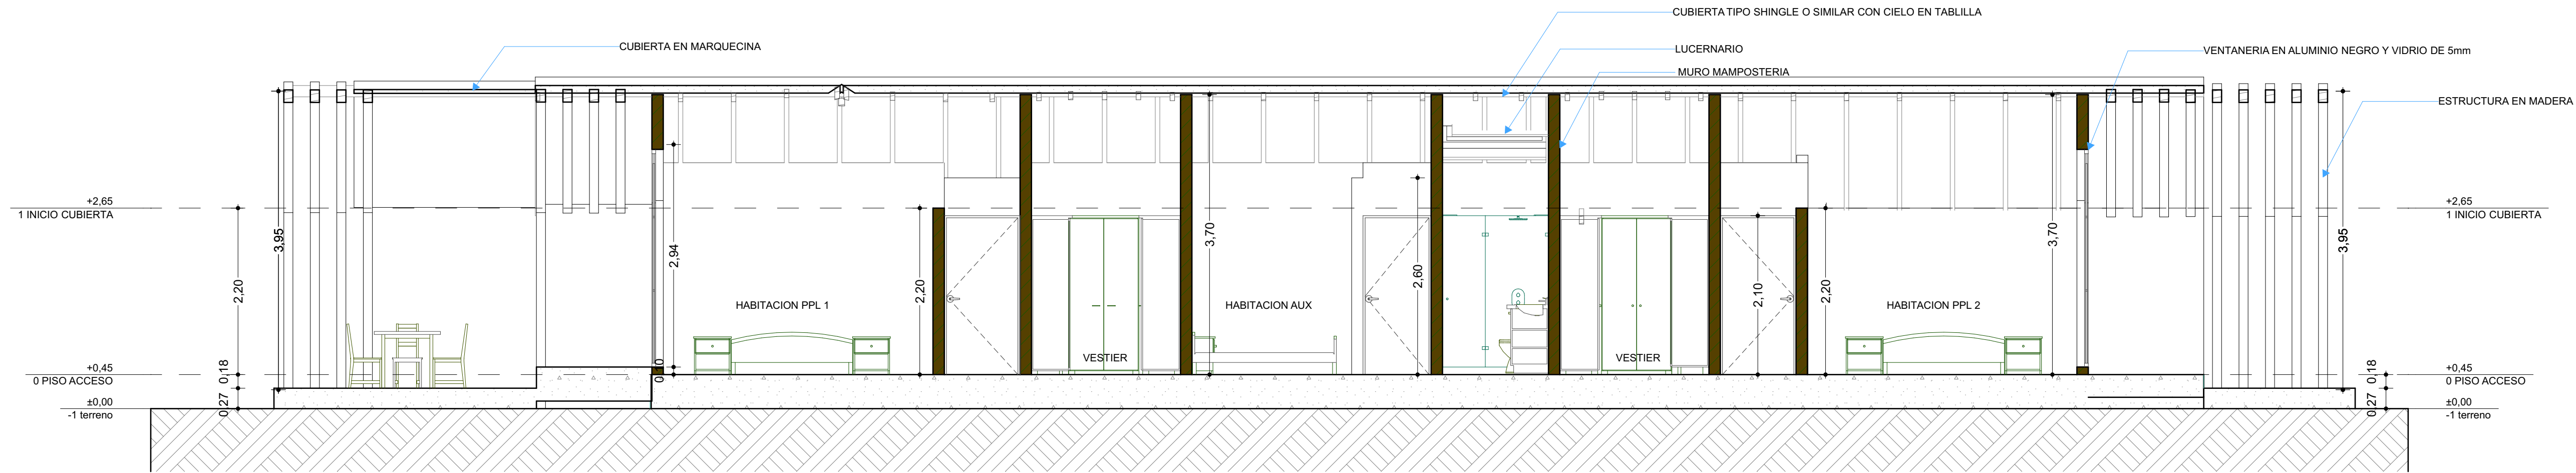 CUBIERTA TIPO SHINGLE O SIMILAR CON CIELO EN TABLILLA
CUBIERTA EN MARQUECINA
LUCERNARIO
VENTANERIA EN ALUMINIO NEGRO Y VIDRIO DE 5mm
MURO MAMPOSTERIA
ESTRUCTURA EN MADERA
+2,65
1 INICIO CUBIERTA
+2,65
1 INICIO CUBIERTA
3,95
2,94
3,70
3,70
3,95
2,60
2,20
2,20
2,10
2,20
HABITACION PPL 1
HABITACION AUX
HABITACION PPL 2
VESTIER
VESTIER
+0,45
0 PISO ACCESO
0,18
0,10
0,18
+0,45
0 PISO ACCESO
±0,00
-1 terreno
0,27
0,27
±0,00
-1 terreno